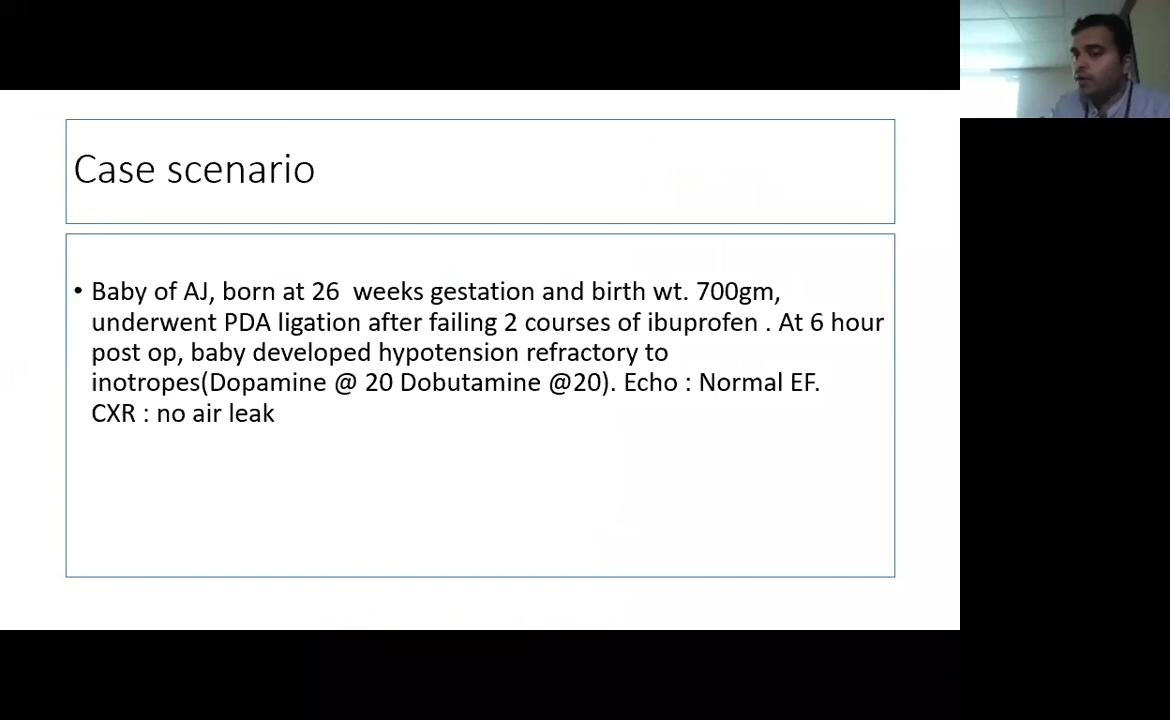 Case scenario
• Baby of AJ, born at 26  weeks gestation and birth wt. 700gm,
underwent PDA ligation after failing 2 courses of ibuprofen . At 6 hour
post op, baby developed hypotension refractory to
inotropes(Dopamine @ 20 Dobutamine @20). Echo : Normal EF.
CXR : no air leak